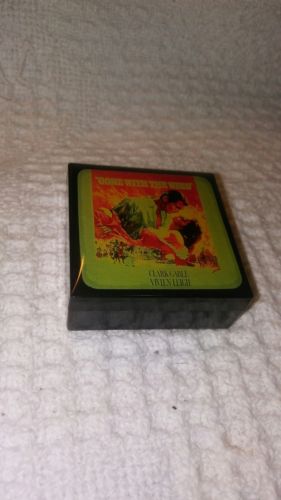 "GONE WITH THE WIND"
CLARK GABLE
VIVIEN LEIGH